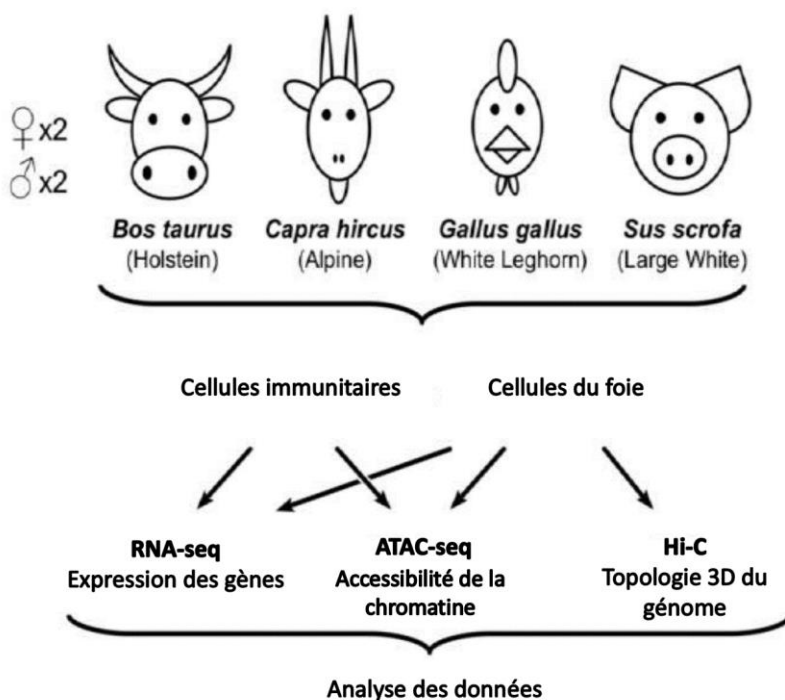 ♀x2
♂x2
Bos taurus
(Holstein)
Capra hircus
(Alpine)
Gallus gallus
(White Leghorn)
Sus scrofa
(Large White)
Cellules immunitaires
Cellules du foie
RNA-seq
Expression des gènes
ATAC-seq
Accessibilité de la
chromatine
Hi-C
Topologie 3D du
génome
Analyse des données